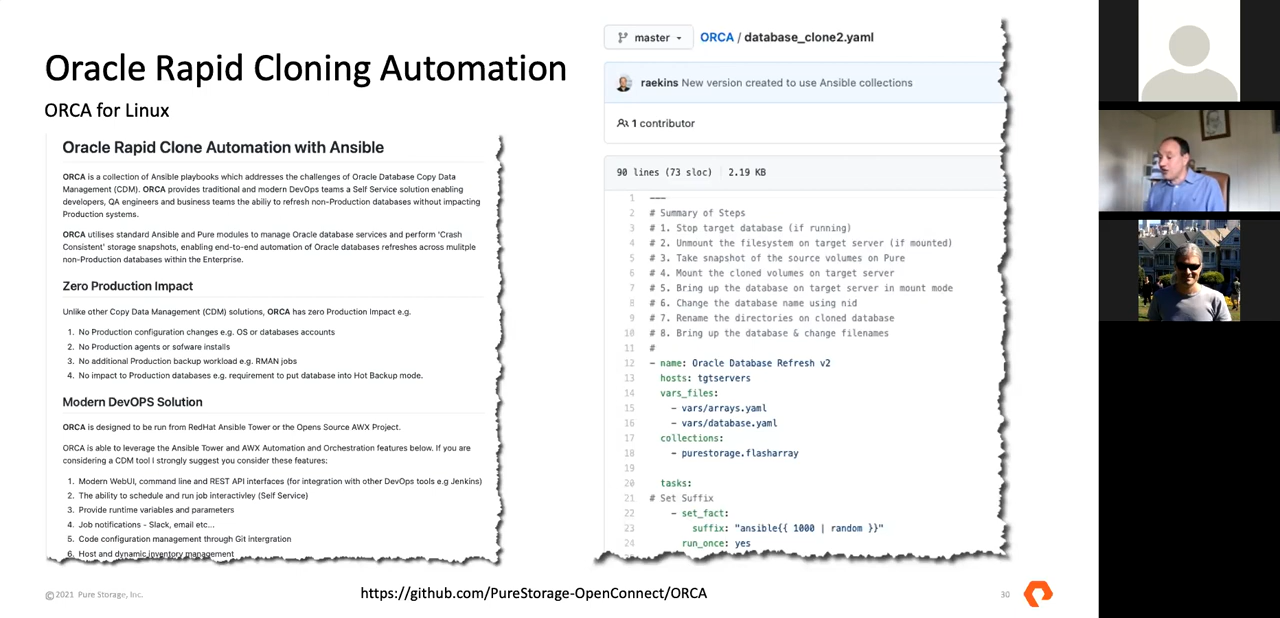 Oracle Rapid Cloning Automation
ORCA for Linux
Oracle Rapid Clone Automation with Ansible
ORCA is a collection of Ansible playbooks which addresses the challenges of Oracle Database Copy Data
Management (CDM). ORCA provides traditional and modern DevOps teams a Self Service solution enabling
developers, QA engineers and business teams the abiliy to refresh non-Production databases without impacting
Production systems.
ORCA utilises standard Ansible and Pure modules to manage Oracle database services and perform 'Crash
Consistent' storage snapshots, enabling end-to-end automation of Oracle databases refreshes across mulitple
non-Production databases within the Enterprise.
Zero Production Impact
Unlike other Copy Data Management (CDM) solutions, ORCA has zero Production Impact e.g.
1. No Production configuration changes e.g. OS or databases accounts
2. No Production agents or sofware installs
3. No additional Production backup workload e.g. RMAN jobs
4. No impact to Production databases e.g. requirement to put database into Hot Backup mode.
Modern DevOPS Solution
ORCA is designed to be run from RedHat Ansible Tower or the Opens Source AWX Project.
ORCA is able to leverage the Ansible Tower and AWX Automation and Orchestration features below. If you are
considering a CDM tool I strongly suggest you consider these features:
1. Modern WebUI, command line and REST API interfaces (for integration with other DevOps tools e.g Jenkins)
2. The ability to schedule and run job interactivley (Self Service)
3. Provide runtime variables and parameters
4. Job notifications - Slack, email etc...
5. Code configuration management through Git intergration
6. Host and dynamic inventory management
master
ORCA / database_clone2.yaml
raekins New version created to use Ansible collections
1 contributor
90 lines (73 sloc) 2.19 KB
1 ---
2 # Summary of Steps
3 # 1. Stop target database (if running)
4 # 2. Unmount the filesystem on target server (if mounted)
5 # 3. Take snapshot of the source volumes on Pure
6 # 4. Mount the cloned volumes on target server
7 # 5. Bring up the database on target server in mount mode
8 # 6. Change the database name using nid
9 # 7. Rename the directories on cloned database
10 # 8. Bring up the database & change filenames
11 #
12 - name: Oracle Database Refresh v2
13 hosts: tgtservers
14 vars_files:
15 - vars/arrays.yaml
16 - vars/database.yaml
17 collections:
18 - purestorage.flasharray
19
20 tasks:
21 # Set Suffix
22 - set_fact:
23 suffix: "ansible{{ 1000 | random }}"
24 run_once: yes
©2021 Pure Storage, Inc.
https://github.com/PureStorage-OpenConnect/ORCA
30